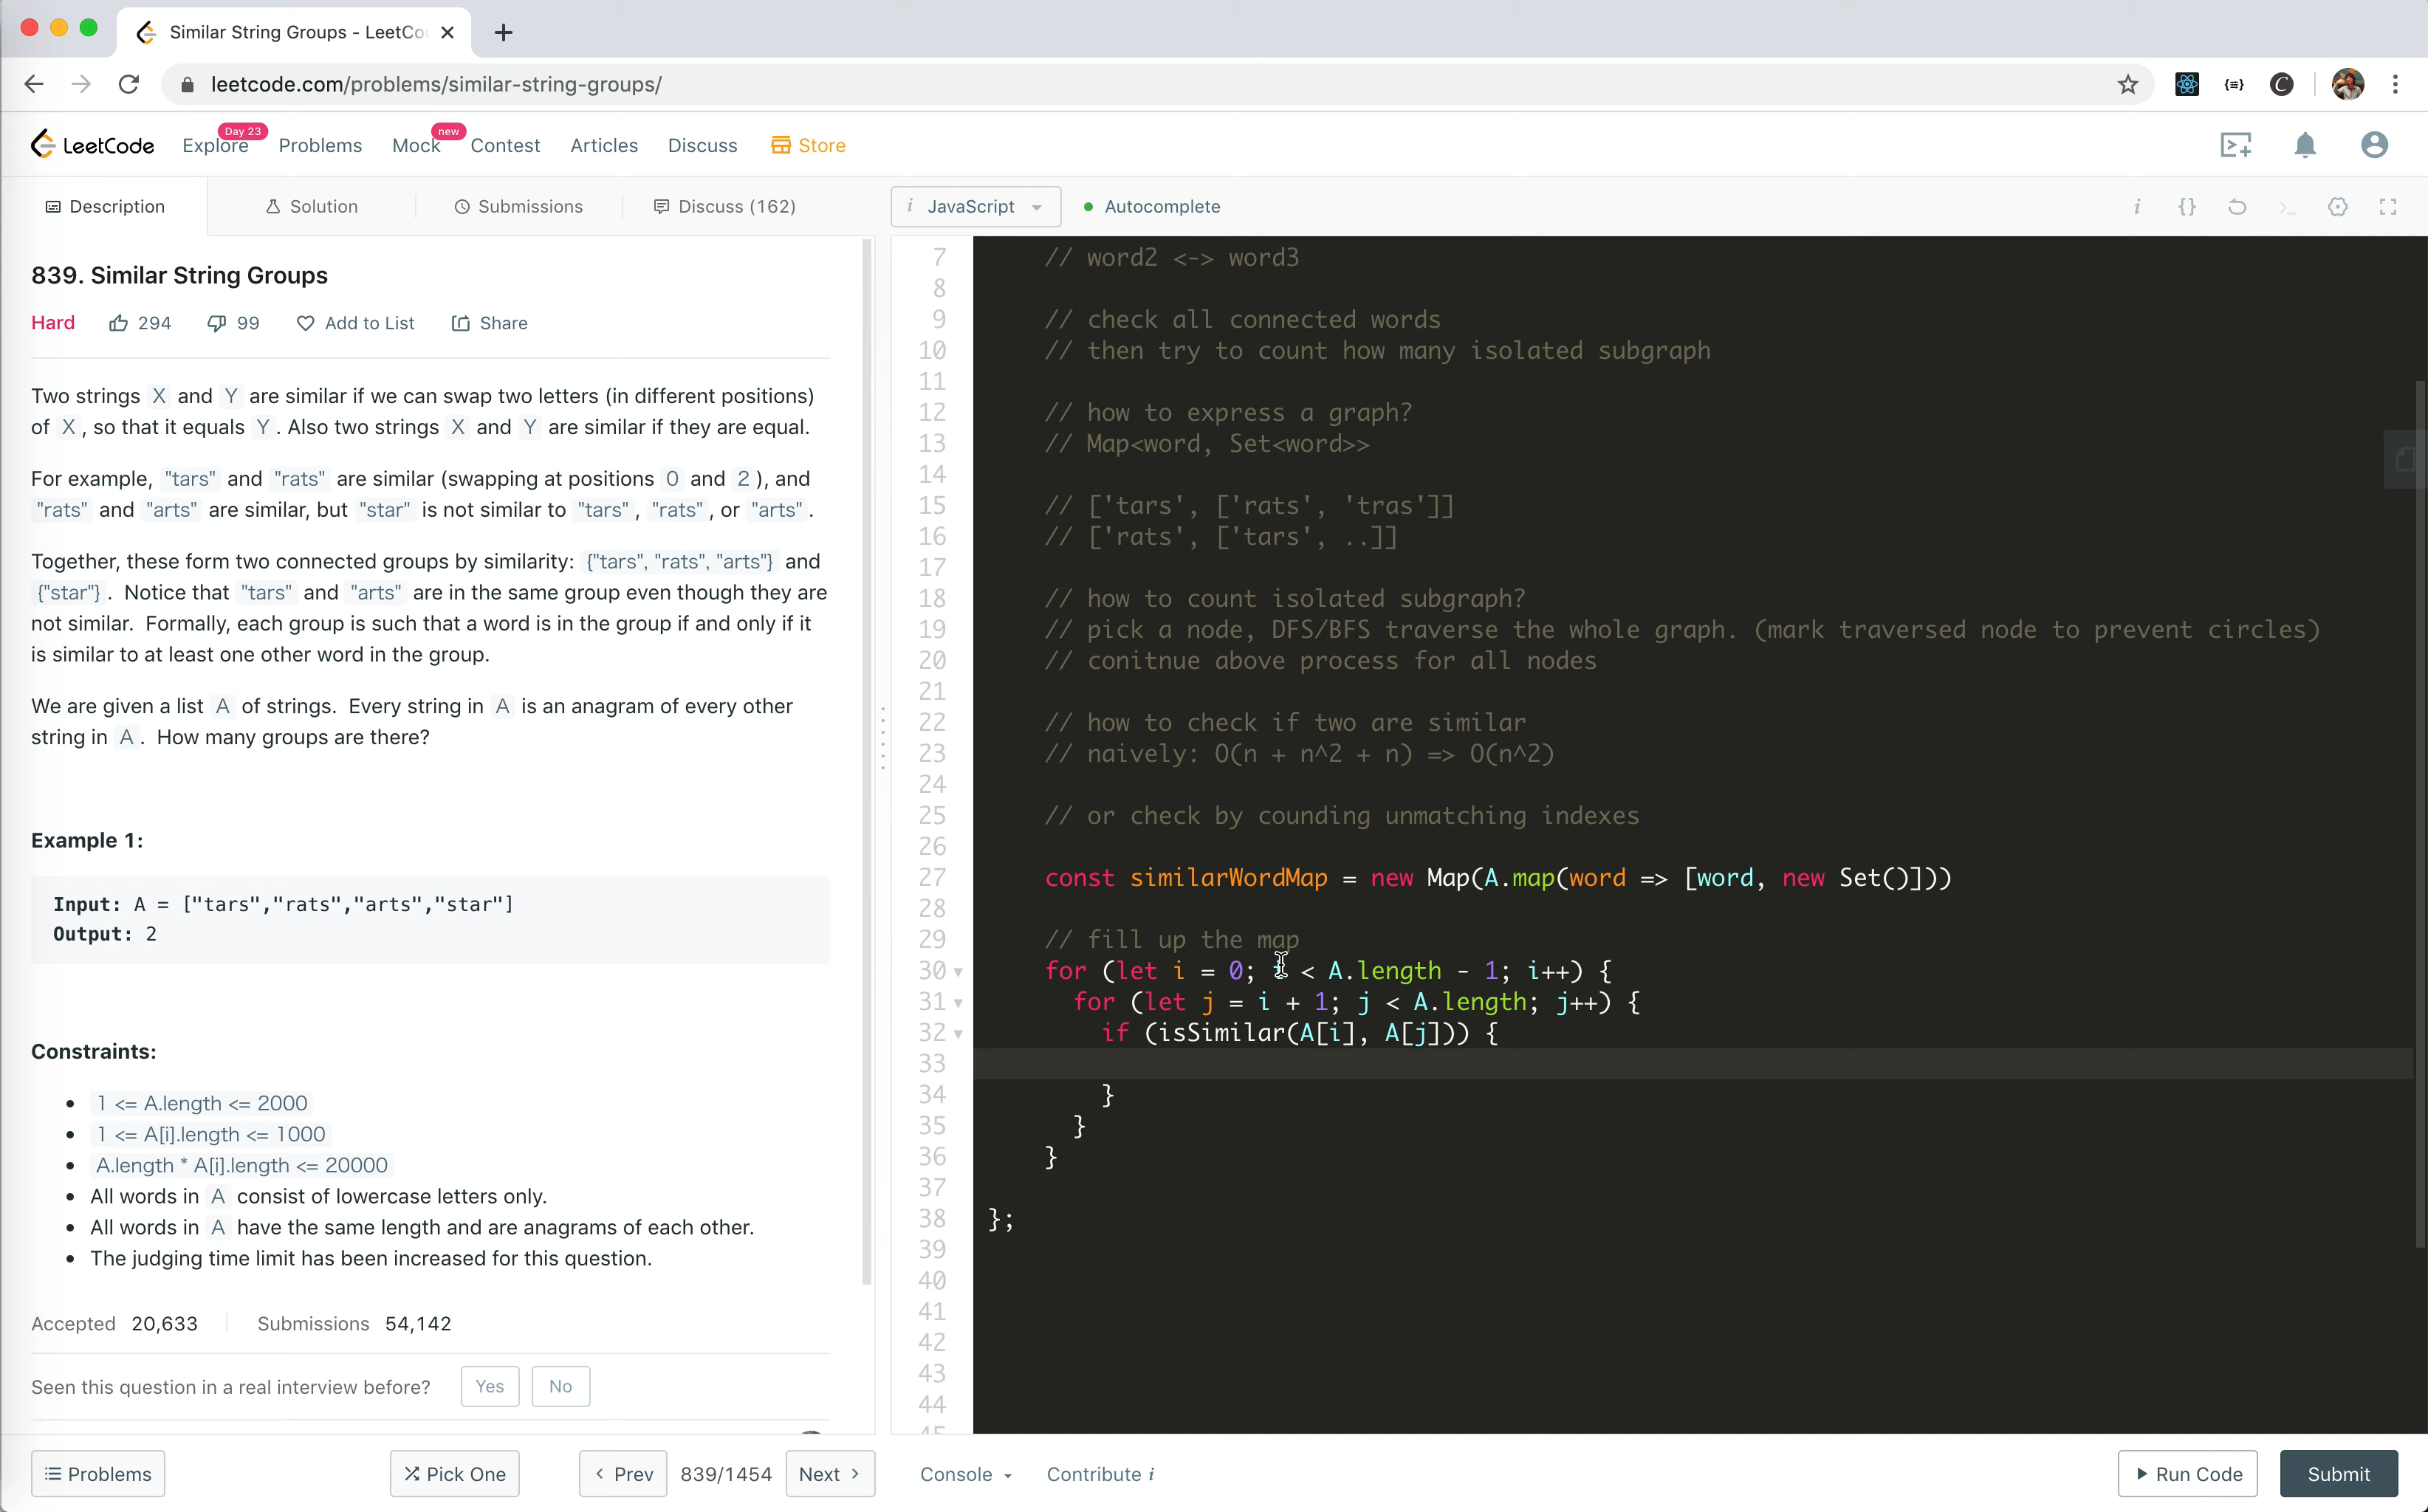 Similar String Groups - LeetCo
leetcode.com/problems/similar-string-groups/
LeetCode
Explore
Day 23
Problems
Mock
new
Contest
Articles
Discuss
Store
Description
Solution
Submissions
Discuss (162)
i JavaScript
Autocomplete
839. Similar String Groups
Hard 294 99 Add to List Share
Two strings X and Y are similar if we can swap two letters (in different positions)
of X, so that it equals Y. Also two strings X and Y are similar if they are equal.
For example, "tars" and "rats" are similar (swapping at positions 0 and 2), and
"rats" and "arts" are similar, but "star" is not similar to "tars", "rats", or "arts".
Together, these form two connected groups by similarity: {"tars", "rats", "arts"} and
{"star"}. Notice that "tars" and "arts" are in the same group even though they are
not similar. Formally, each group is such that a word is in the group if and only if it
is similar to at least one other word in the group.
We are given a list A of strings. Every string in A is an anagram of every other
string in A. How many groups are there?
Example 1:
Input: A = ["tars","rats","arts","star"]
Output: 2
Constraints:
• 1 <= A.length <= 2000
• 1 <= A[i].length <= 1000
• A.length * A[i].length <= 20000
• All words in A consist of lowercase letters only.
• All words in A have the same length and are anagrams of each other.
• The judging time limit has been increased for this question.
Accepted 20,633 Submissions 54,142
Seen this question in a real interview before? Yes No
Problems
Pick One
< Prev 839/1454 Next >
7 // word2 <-> word3
8
9 // check all connected words
10 // then try to count how many isolated subgraph
11
12 // how to express a graph?
13 // Map<word, Set<word>>
14
15 // ['tars', ['rats', 'tras']]
16 // ['rats', ['tars', ..]]
17
18 // how to count isolated subgraph?
19 // pick a node, DFS/BFS traverse the whole graph. (mark traversed node to prevent circles)
20 // conitnue above process for all nodes
21
22 // how to check if two are similar
23 // naively: O(n + n^2 + n) => O(n^2)
24
25 // or check by counting unmatching indexes
26
27 const similarWordMap = new Map(A.map(word => [word, new Set()]))
28
29 // fill up the map
30 for (let i = 0; i < A.length - 1; i++) {
31 for (let j = i + 1; j < A.length; j++) {
32 if (isSimilar(A[i], A[j])) {
33
34 }
35 }
36 }
37
38 };
39
40
41
42
43
44
45
Console
Contribute i
Run Code
Submit